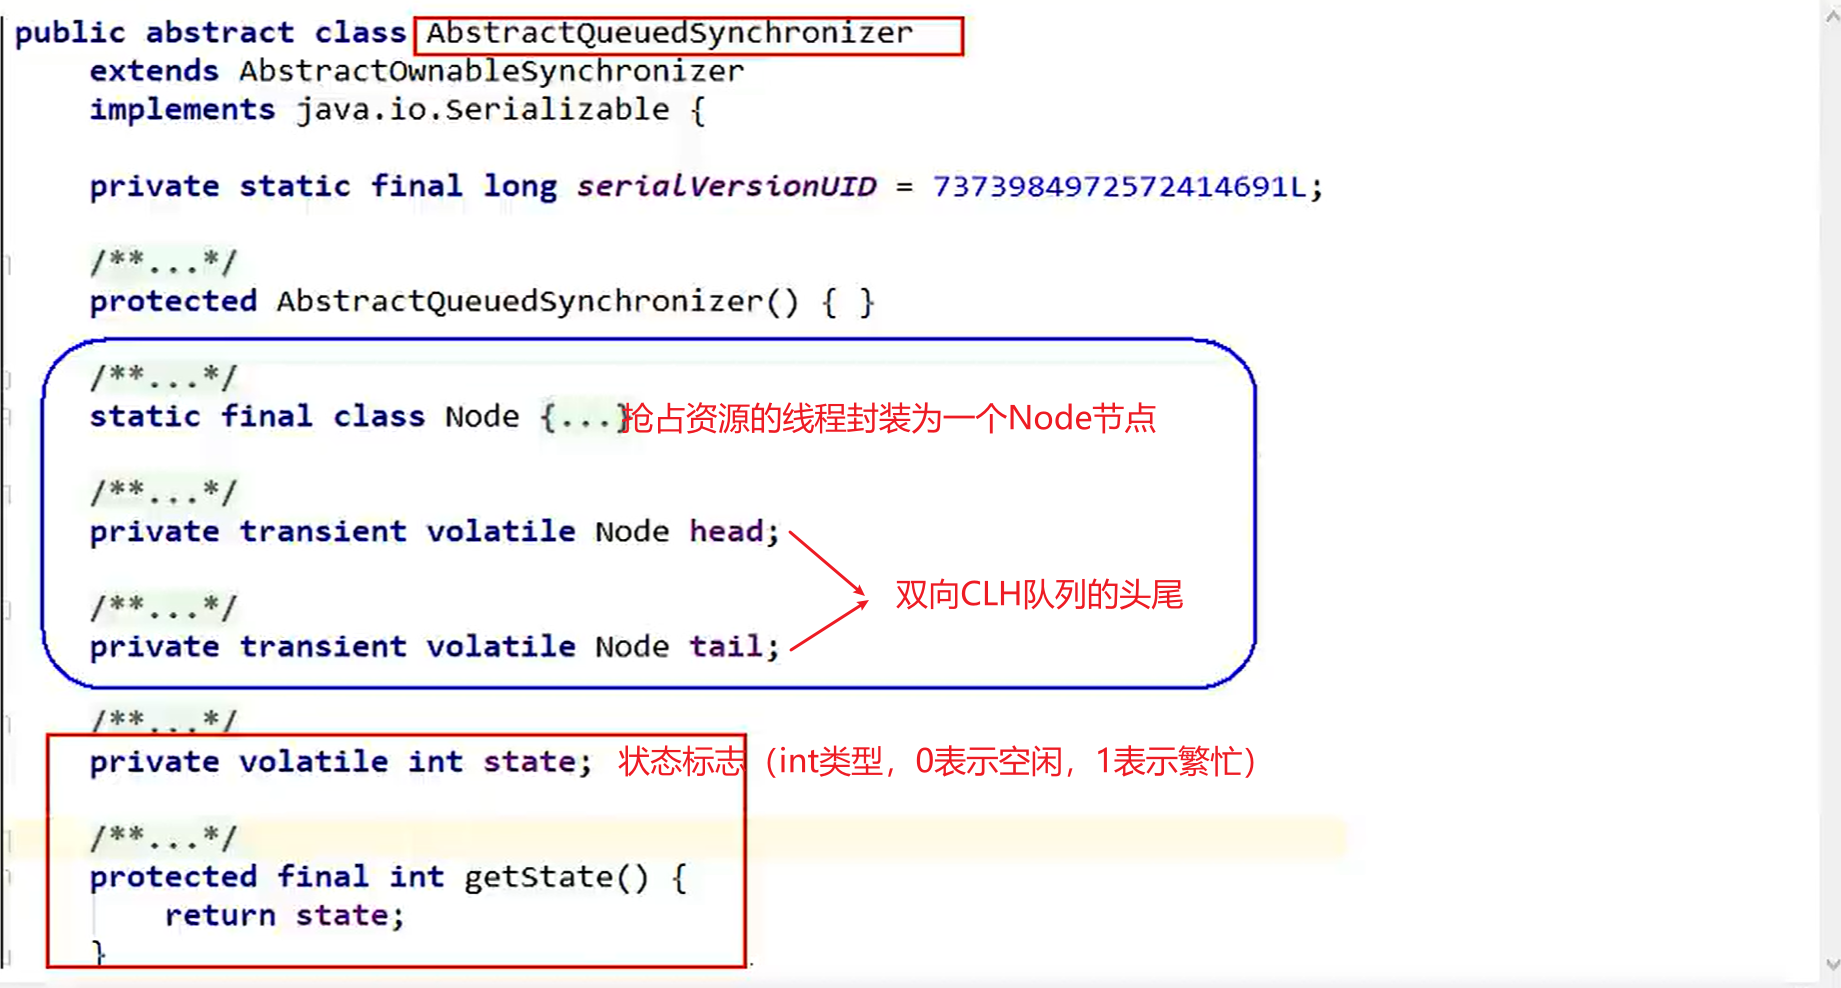 public abstract class AbstractQueuedSynchronizer
extends AbstractOwnableSynchronizer
implements java.io.Serializable {
private static final long serialVersionUID = 7373984972572414691L;
/**...*/
protected AbstractQueuedSynchronizer() { }
/**...*/
static final class Node {...}抢占资源的线程封装为一个Node节点
/**...*/
private transient volatile Node head;
双向CLH队列的头尾
/**...*/
private transient volatile Node tail;
/**...*/
private volatile int state; 状态标志（int类型，0表示空闲，1表示繁忙）
/**...*/
protected final int getState() {
return state;
}